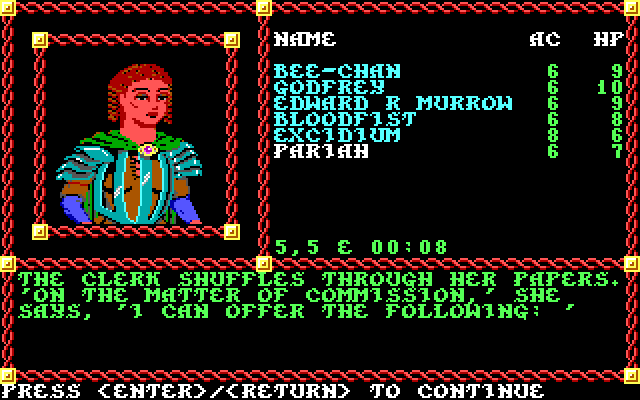 NAME AC HP
BEE-CHAN 6 9
GODFREY 6 10
EDWARD R MURROW 6 9
BLOODFIST 6 8
EXCIDIUM 8 6
PARIAH 6 7
5,5 E 00:08
THE CLERK SHUFFLES THROUGH HER PAPERS.
'ON THE MATTER OF COMMISSION,' SHE
SAYS, 'I CAN OFFER THE FOLLOWING: '
PRESS <ENTER>/<RETURN> TO CONTINUE